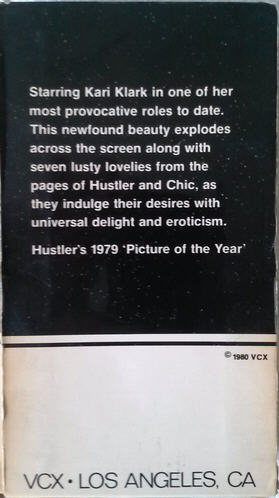 Starring Kari Klark in one of her
most provocative roles to date.
This newfound beauty explodes
across the screen along with
seven lusty lovelies from the
pages of Hustler and Chic, as
they indulge their desires with
universal delight and eroticism.
Hustler's 1979 'Picture of the Year'
© 1980 VCX
VCX • LOS ANGELES, CA